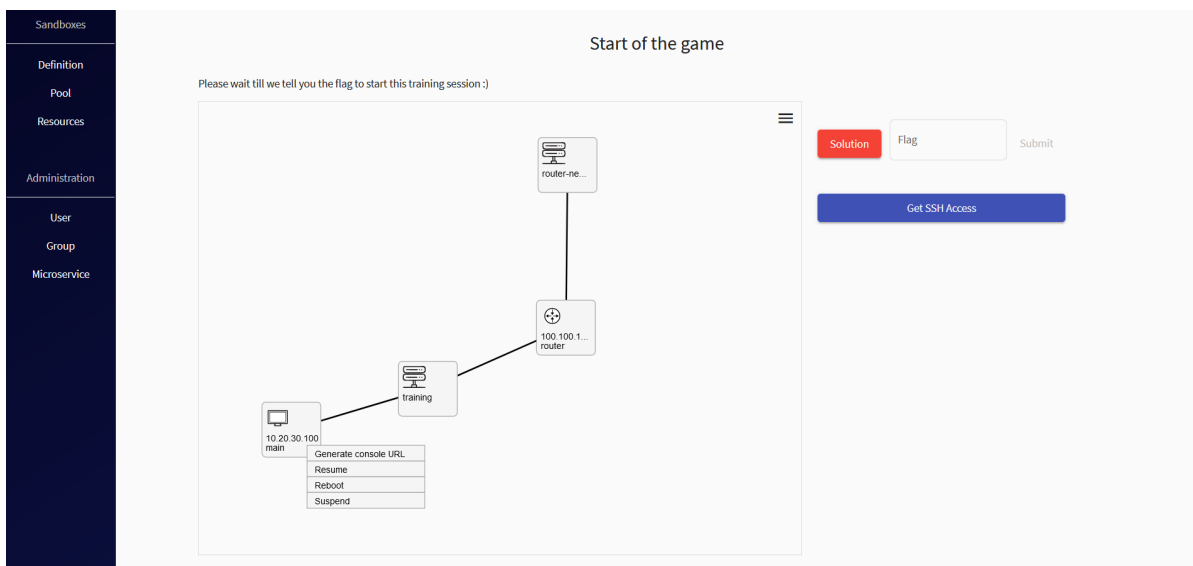 Sandboxes
Definition
Pool
Resources
Administration
User
Group
Microservice
Start of the game
Please wait till we tell you the flag to start this training session :)
router-ne...
100.100.1...
router
training
10.20.30.100
main
Generate console URL
Resume
Reboot
Suspend
Solution
Flag
Submit
Get SSH Access